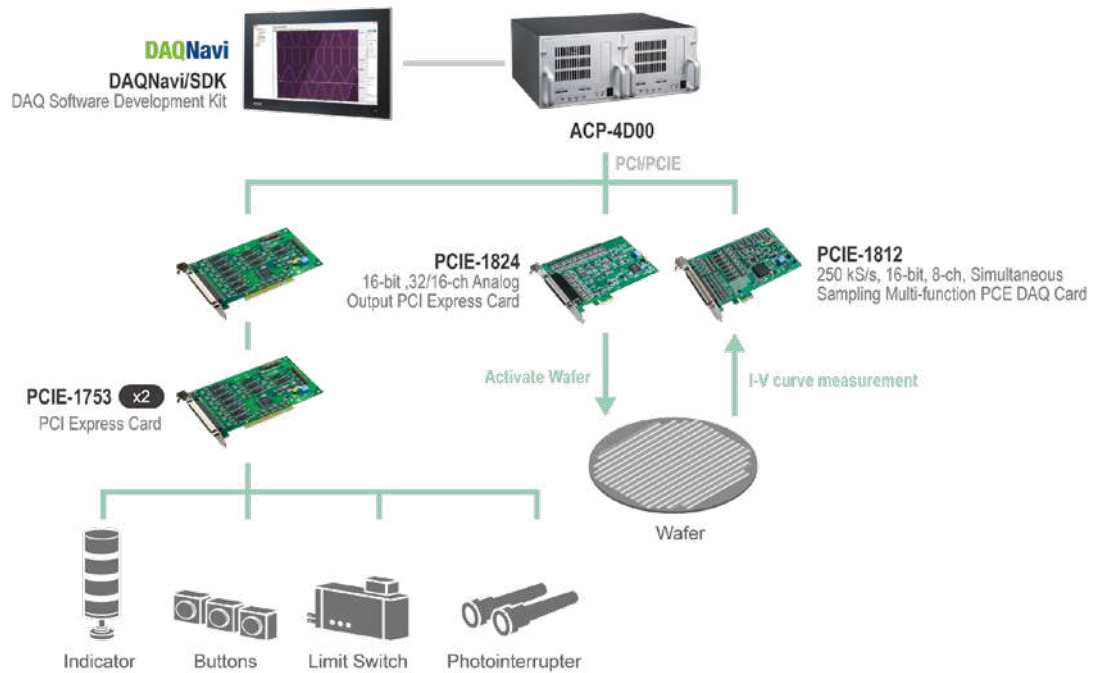 DAQNavi
DAQNavi/SDK
DAQ Software Development Kit
ACP-4D00
PCI/PCIE
PCIE-1824
16-bit ,32/16-ch Analog
Output PCI Express Card
PCIE-1812
250 kS/s, 16-bit, 8-ch, Simultaneous
Sampling Multi-function PCE DAQ Card
PCIE-1753 x2
PCI Express Card
Activate Wafer
I-V curve measurement
Wafer
Indicator
Buttons
Limit Switch
Photointerrupter